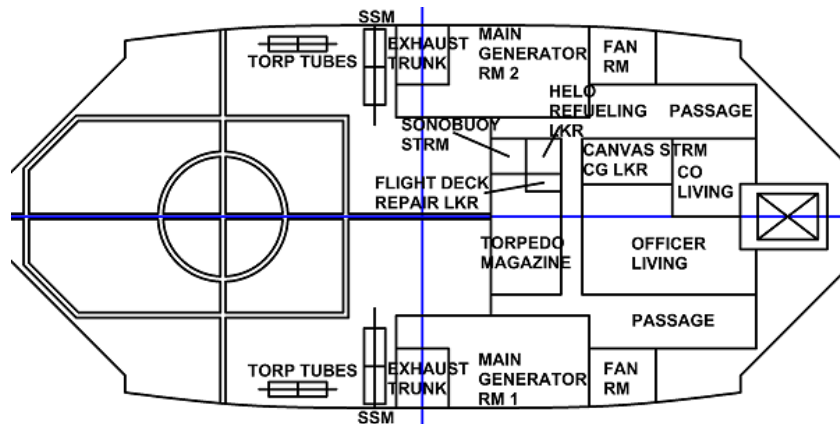 SSM
EXHAUST
TRUNK
MAIN
GENERATOR
RM 2
FAN
RM
TORP TUBES
HELO
REFUELING
LKR
PASSAGE
SONOBUOY
STRM
CANVAS STRM
CG LKR
CO
LIVING
FLIGHT DECK
REPAIR LKR
TORPEDO
MAGAZINE
OFFICER
LIVING
PASSAGE
TORP TUBES
EXHAUST
TRUNK
MAIN
GENERATOR
RM 1
FAN
RM
SSM